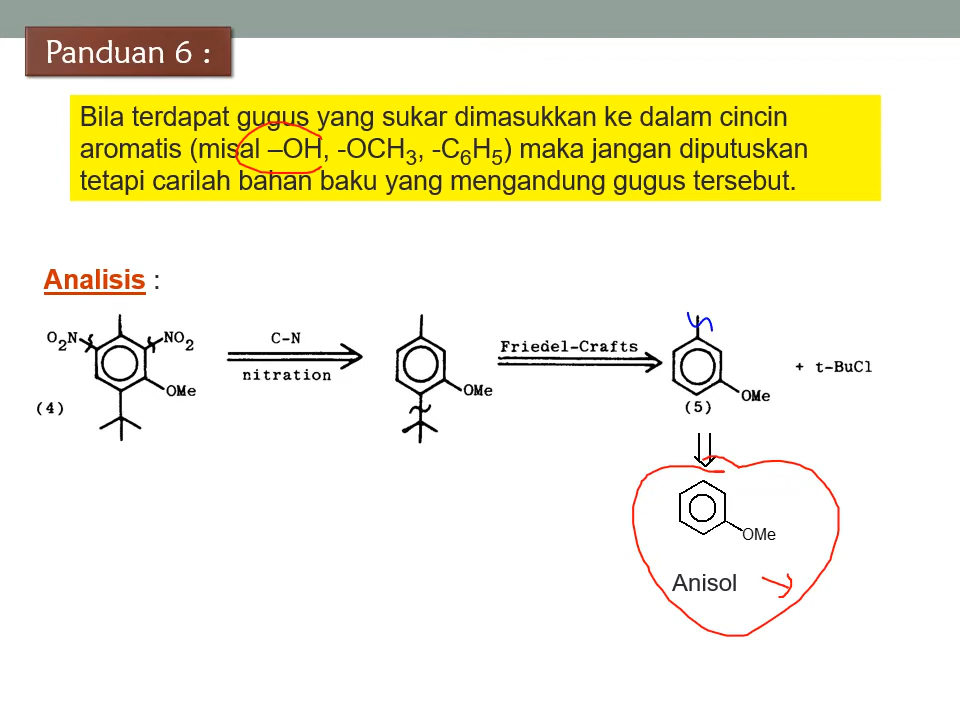 Panduan 6 :
Bila terdapat gugus yang sukar dimasukkan ke dalam cincin
aromatis (misal –OH, -OCH₃, -C₆H₅) maka jangan diputuskan
tetapi carilah bahan baku yang mengandung gugus tersebut.
Analisis :
O₂N NO₂ OMe (4)
C-N
nitration
OMe
Friedel-Crafts
OMe (5)
+ t-BuCl
OMe
Anisol